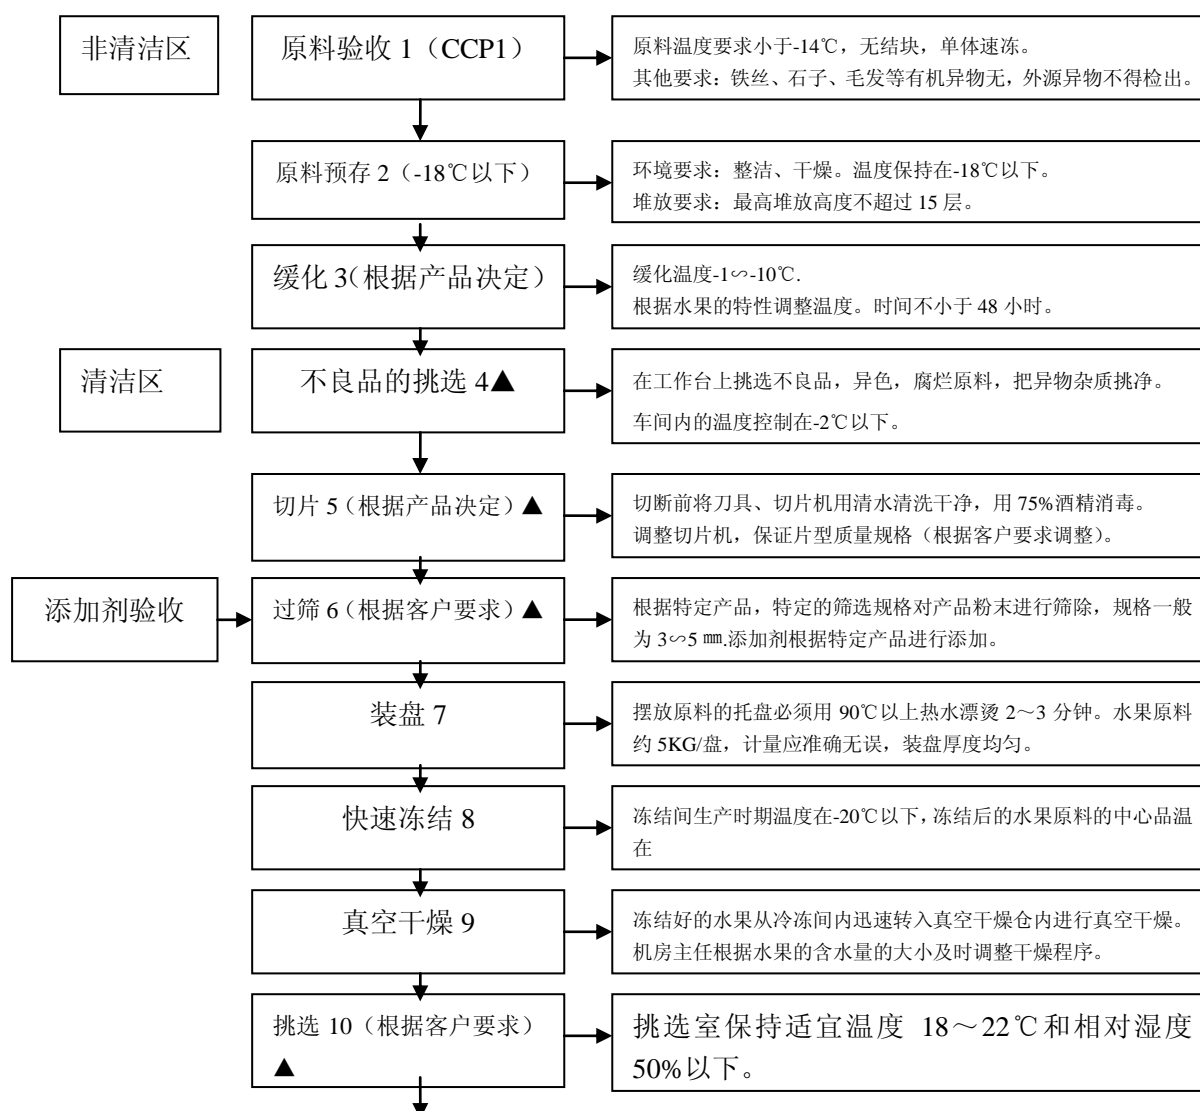 非清洁区
原料验收 1（CCP1）
原料温度要求小于-14℃，无结块，单体速冻。
其他要求：铁丝、石子、毛发等有机异物无，外源异物不得检出。
原料预存 2（-18℃以下）
环境要求：整洁、干燥。温度保持在-18℃以下。
堆放要求：最高堆放高度不超过 15 层。
缓化 3（根据产品决定）
缓化温度-1∽-10℃.
根据水果的特性调整温度。时间不小于 48 小时。
清洁区
不良品的挑选 4▲
在工作台上挑选不良品，异色，腐烂原料，把异物杂质挑净。
车间内的温度控制在-2℃以下。
切片 5（根据产品决定）▲
切断前将刀具、切片机用清水清洗干净，用 75%酒精消毒。
调整切片机，保证片型质量规格（根据客户要求调整）。
添加剂验收
过筛 6（根据客户要求）▲
根据特定产品，特定的筛选规格对产品粉末进行筛除，规格一般
为 3∽5 ㎜.添加剂根据特定产品进行添加。
装盘 7
摆放原料的托盘必须用 90℃以上热水漂烫 2～3 分钟。水果原料
约 5KG/盘，计量应准确无误，装盘厚度均匀。
快速冻结 8
冻结间生产时期温度在-20℃以下，冻结后的水果原料的中心品温
在
真空干燥 9
冻结好的水果从冷冻间内迅速转入真空干燥仓内进行真空干燥。
机房主任根据水果的含水量的大小及时调整干燥程序。
挑选 10（根据客户要求）
▲
挑选室保持适宜温度 18～22℃和相对湿度
50%以下。